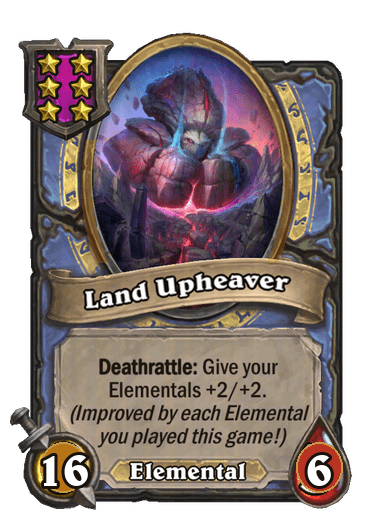 Land Upheaver
Deathrattle: Give your
Elementals +2/+2.
(Improved by each Elemental
you played this game!)
16
Elemental
6